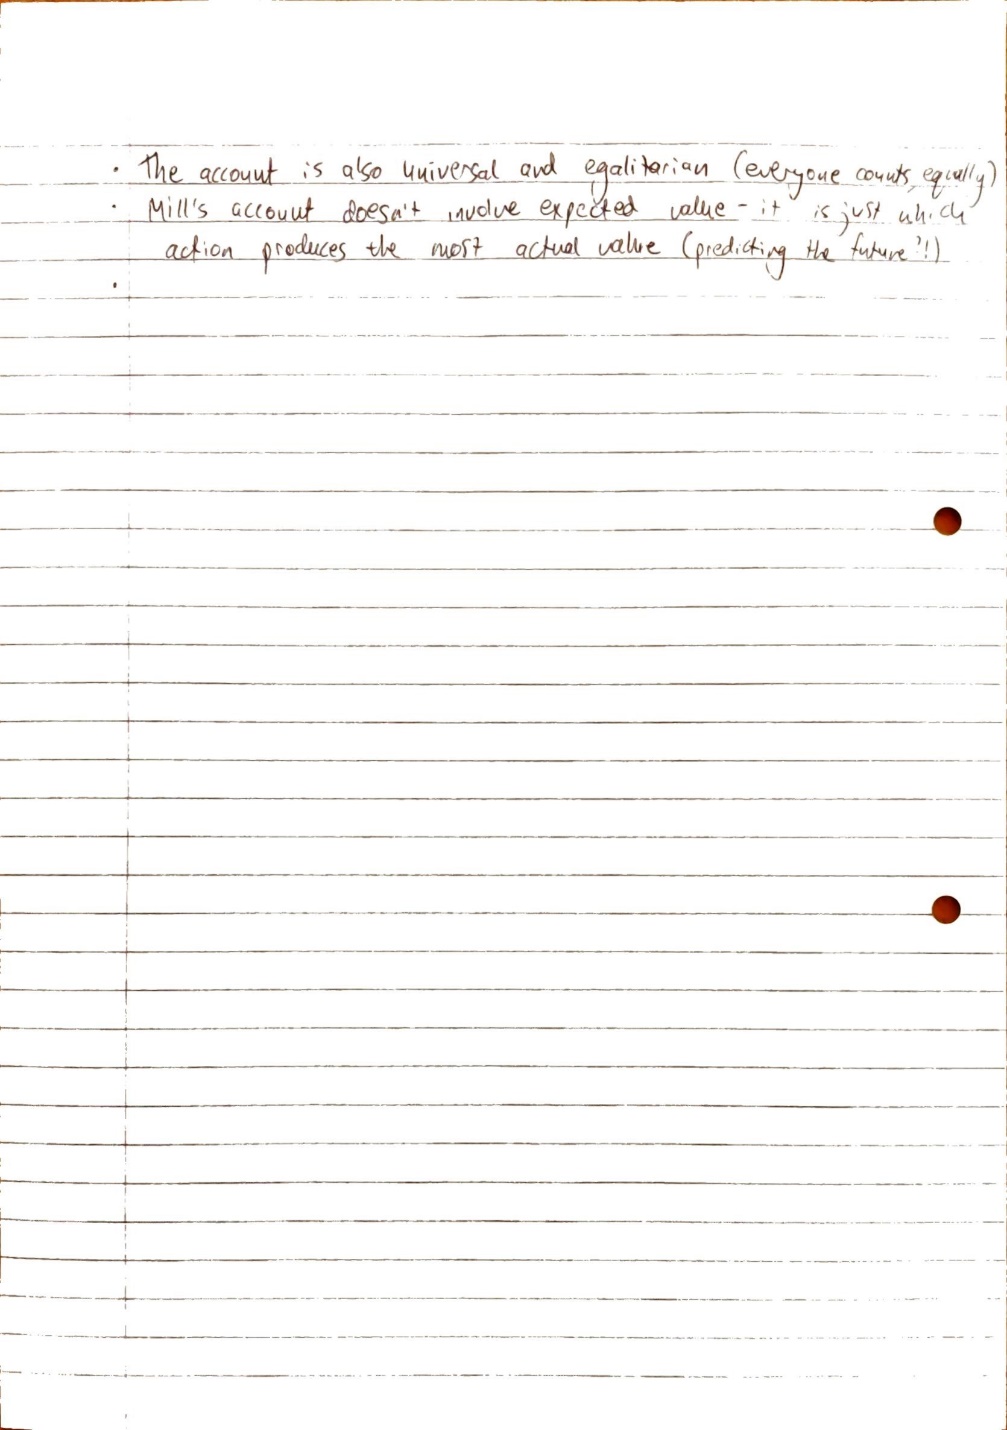 · The account is also universal and egalitarian (everyone counts equally)
· Mill's account doesn't involve expected value - it is just which
action produces the most actual value (predicting the future?!)
·